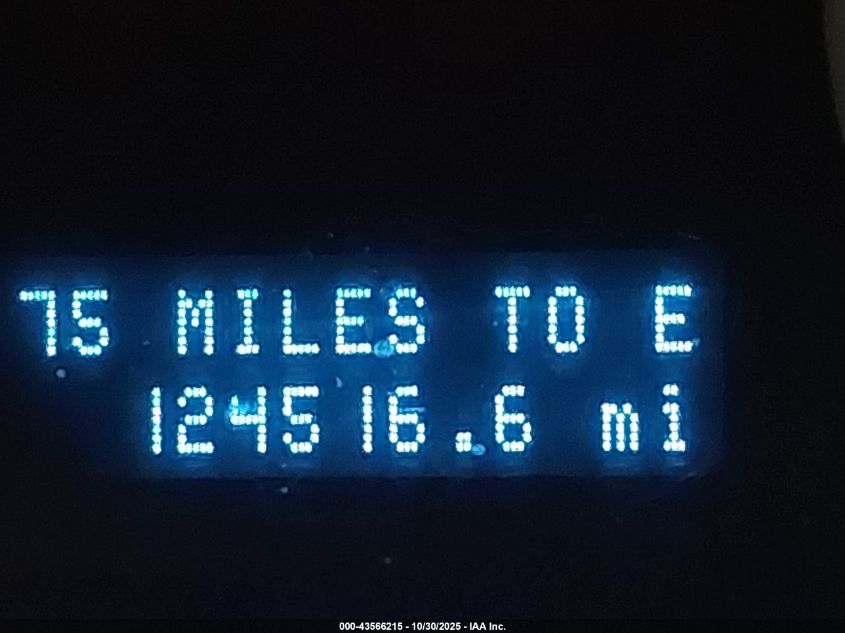 75 MILES TO E
124516.6 mi
000-43566215 - 10/30/2025 - IAA Inc.